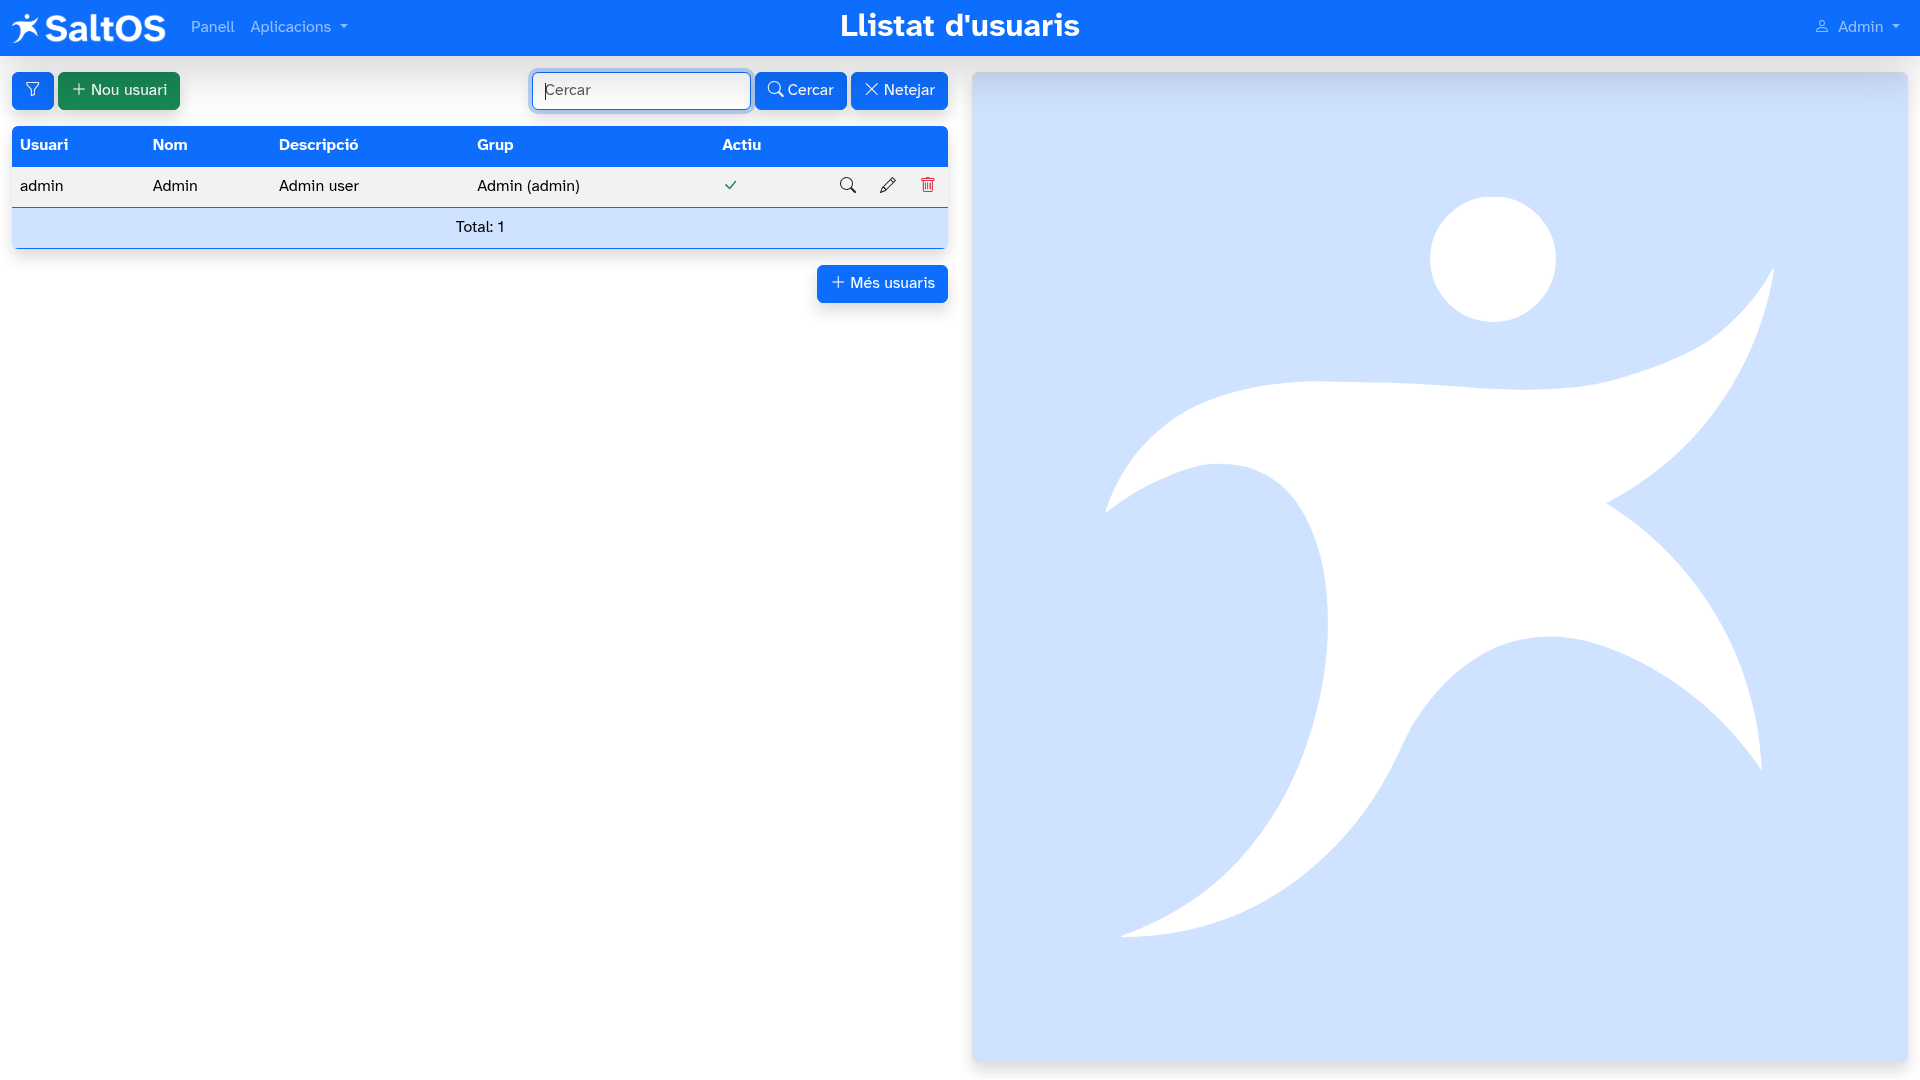 SaltOS Panell Aplicacions Llistat d'usuaris Admin
Nou usuari Cercar Cercar Netejar
Usuari Nom Descripció Grup Actiu
admin Admin Admin user Admin (admin)
Total: 1
Més usuaris